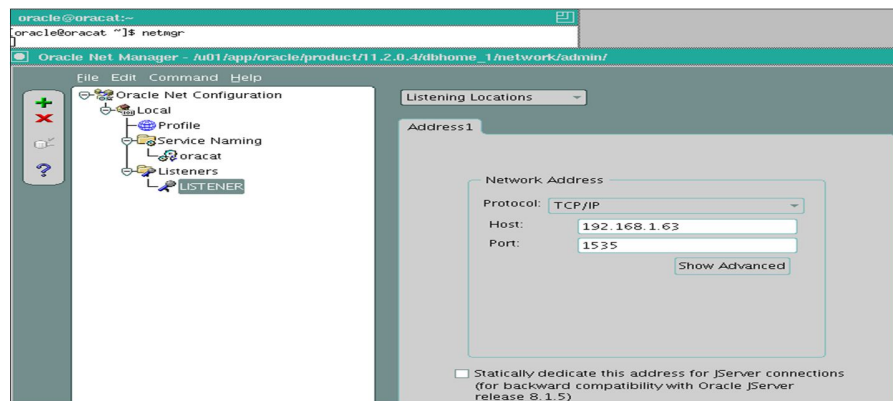 oracle@oracat:~
[oracle@oracat ~]$ netmgr
Oracle Net Manager - /u01/app/oracle/product/11.2.0.4/dbhome_1/network/admin/
File Edit Command Help
Oracle Net Configuration
Local
Profile
Service Naming
oracat
Listeners
LISTENER
Listening Locations
Address1
Network Address
Protocol: TCP/IP
Host: 192.168.1.63
Port: 1535
Show Advanced
Statically dedicate this address for JServer connections
(for backward compatibility with Oracle JServer
release 8.1.5)